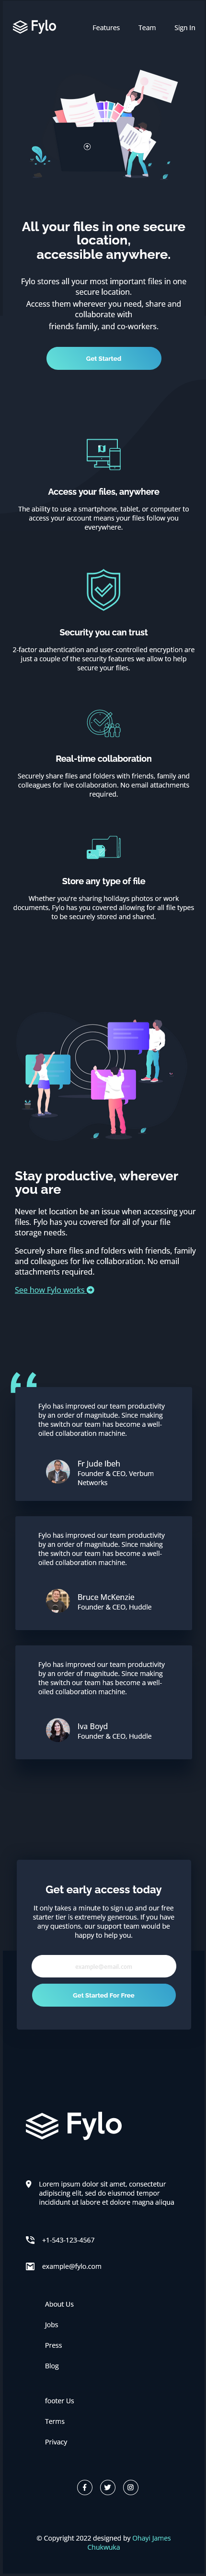 Fylo
Features Team Sign In
All your files in one secure
location,
accessible anywhere.
Fylo stores all your most important files in one
secure location.
Access them wherever you need, share and
collaborate with
friends family, and co-workers.
Get Started
Access your files, anywhere
The ability to use a smartphone, tablet, or computer to
access your account means your files follow you
everywhere.
Security you can trust
2-factor authentication and user-controlled encryption are
just a couple of the security features we allow to help
secure your files.
Real-time collaboration
Securely share files and folders with friends, family and
colleagues for live collaboration. No email attachments
required.
Store any type of file
Whether you're sharing holidays photos or work
documents, Fylo has you covered allowing for all file types
to be securely stored and shared.
Stay productive, wherever
you are
Never let location be an issue when accessing your
files. Fylo has you covered for all of your file
storage needs.
Securely share files and folders with friends, family
and colleagues for live collaboration. No email
attachments required.
See how Fylo works
Fylo has improved our team productivity
by an order of magnitude. Since making
the switch our team has become a well-
oiled collaboration machine.
Fr Jude Ibeh
Founder & CEO, Verbum
Networks
Fylo has improved our team productivity
by an order of magnitude. Since making
the switch our team has become a well-
oiled collaboration machine.
Bruce McKenzie
Founder & CEO, Huddle
Fylo has improved our team productivity
by an order of magnitude. Since making
the switch our team has become a well-
oiled collaboration machine.
Iva Boyd
Founder & CEO, Huddle
Get early access today
It only takes a minute to sign up and our free
starter tier is extremely generous. If you have
any questions, our support team would be
happy to help you.
example@email.com
Get Started For Free
Fylo
Lorem ipsum dolor sit amet, consectetur
adipiscing elit, sed do eiusmod tempor
incididunt ut labore et dolore magna aliqua
+1-543-123-4567
example@fylo.com
About Us
Jobs
Press
Blog
footer Us
Terms
Privacy
© Copyright 2022 designed by Ohayi James
Chukwuka